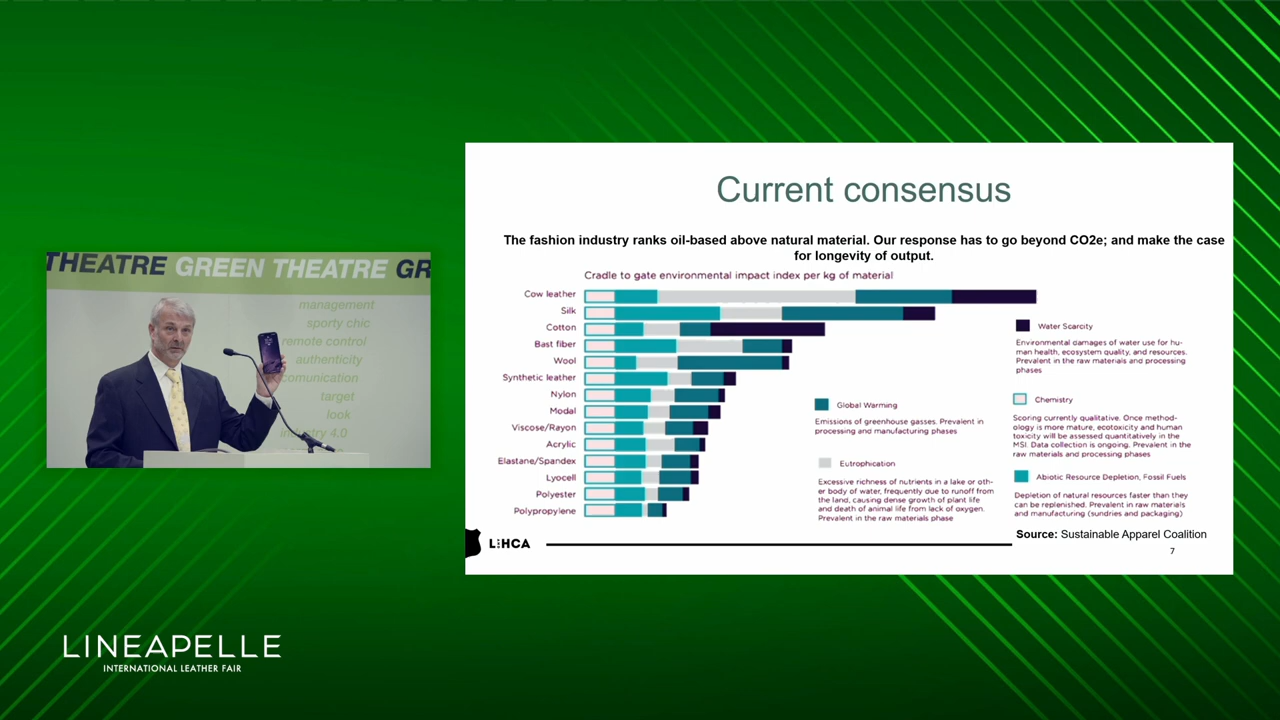 THEATRE GREEN THEATRE GR
management
sporty chic
remote control
authenticity
comunication
target
look
industry 4.0
LINEAPELLE
INTERNATIONAL LEATHER FAIR
Current consensus
The fashion industry ranks oil-based above natural material. Our response has to go beyond CO2e; and make the case
for longevity of output.
Cradle to gate environmental impact index per kg of material
Cow leather
Silk
Cotton
Bast fiber
Wool
Synthetic leather
Nylon
Modal
Viscose/Rayon
Acrylic
Elastane/Spandex
Lyocell
Polyester
Polypropylene
Global Warming
Emissions of greenhouse gasses. Prevalent in
processing and manufacturing phases
Eutrophication
Excessive richness of nutrients in a lake or oth-
er body of water, frequently due to runoff from
the land, causing dense growth of plant life
and death of animal life from lack of oxygen.
Prevalent in the raw materials phase
Water Scarcity
Environmental damages of water use for hu-
man health, ecosystem quality, and resources.
Prevalent in the raw materials and processing
phases
Chemistry
Scoring currently qualitative. Once method-
ology is more mature, ecotoxicity and human
toxicity will be assessed quantitatively in the
MSI. Data collection is ongoing. Prevalent in the
raw materials and processing phases
Abiotic Resource Depletion, Fossil Fuels
Depletion of natural resources faster than they
can be replenished. Prevalent in raw materials
and manufacturing (sundries and packaging)
Source: Sustainable Apparel Coalition
LHCA
7